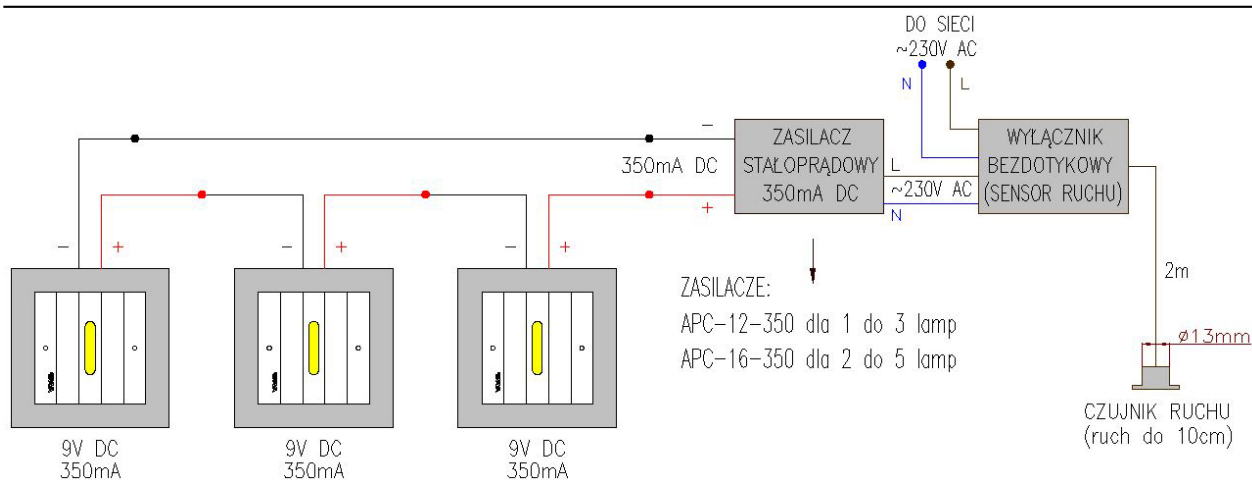 DO SIECI
~230V AC
N
L
–
350mA DC
+
ZASILACZ
STAŁOPRĄDOWY
350mA DC
L
~230V AC
N
WYŁĄCZNIK
BEZDOTYKOWY
(SENSOR RUCHU)
– +
– +
– +
2m
ZASILACZE:
APC-12-350 dla 1 do 3 lamp
APC-16-350 dla 2 do 5 lamp
ø13mm
CZUJNIK RUCHU
(ruch do 10cm)
9V DC
350mA
9V DC
350mA
9V DC
350mA